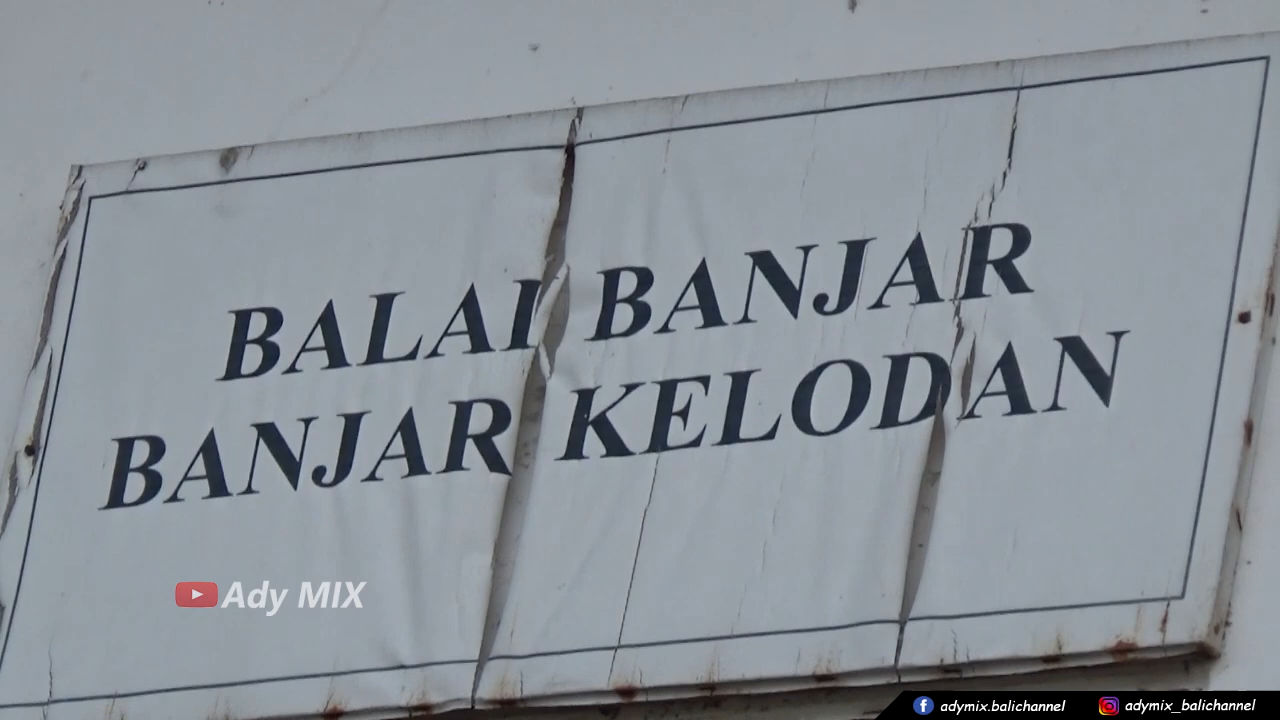 BALAI BANJAR
BANJAR KELODAN
Ady MIX
adymix.balichannel
adymix_balichannel